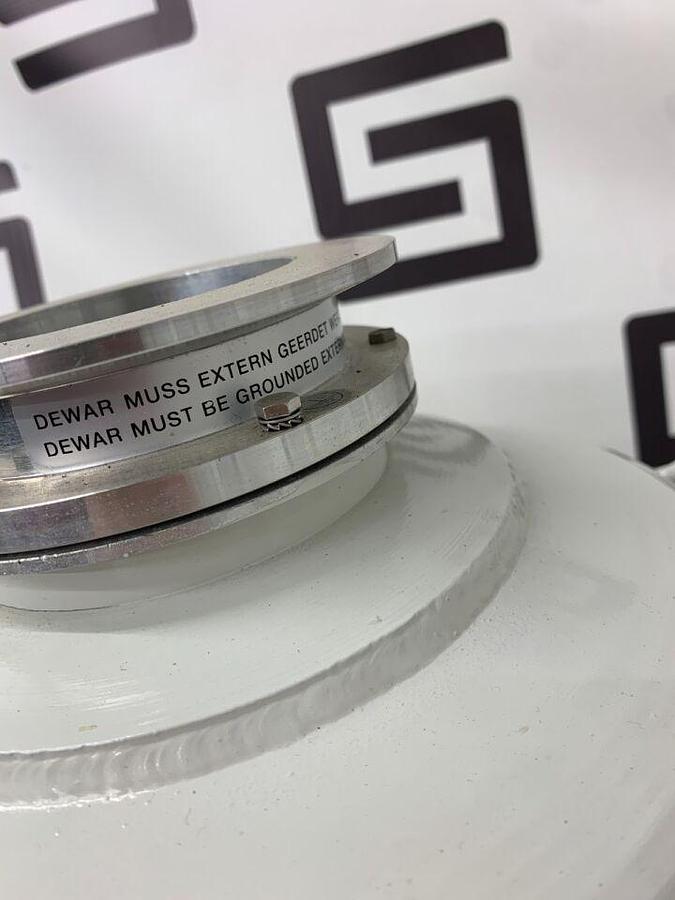 DEWAR MUSS EXTERN GEERDET
DEWAR MUST BE GROUNDED